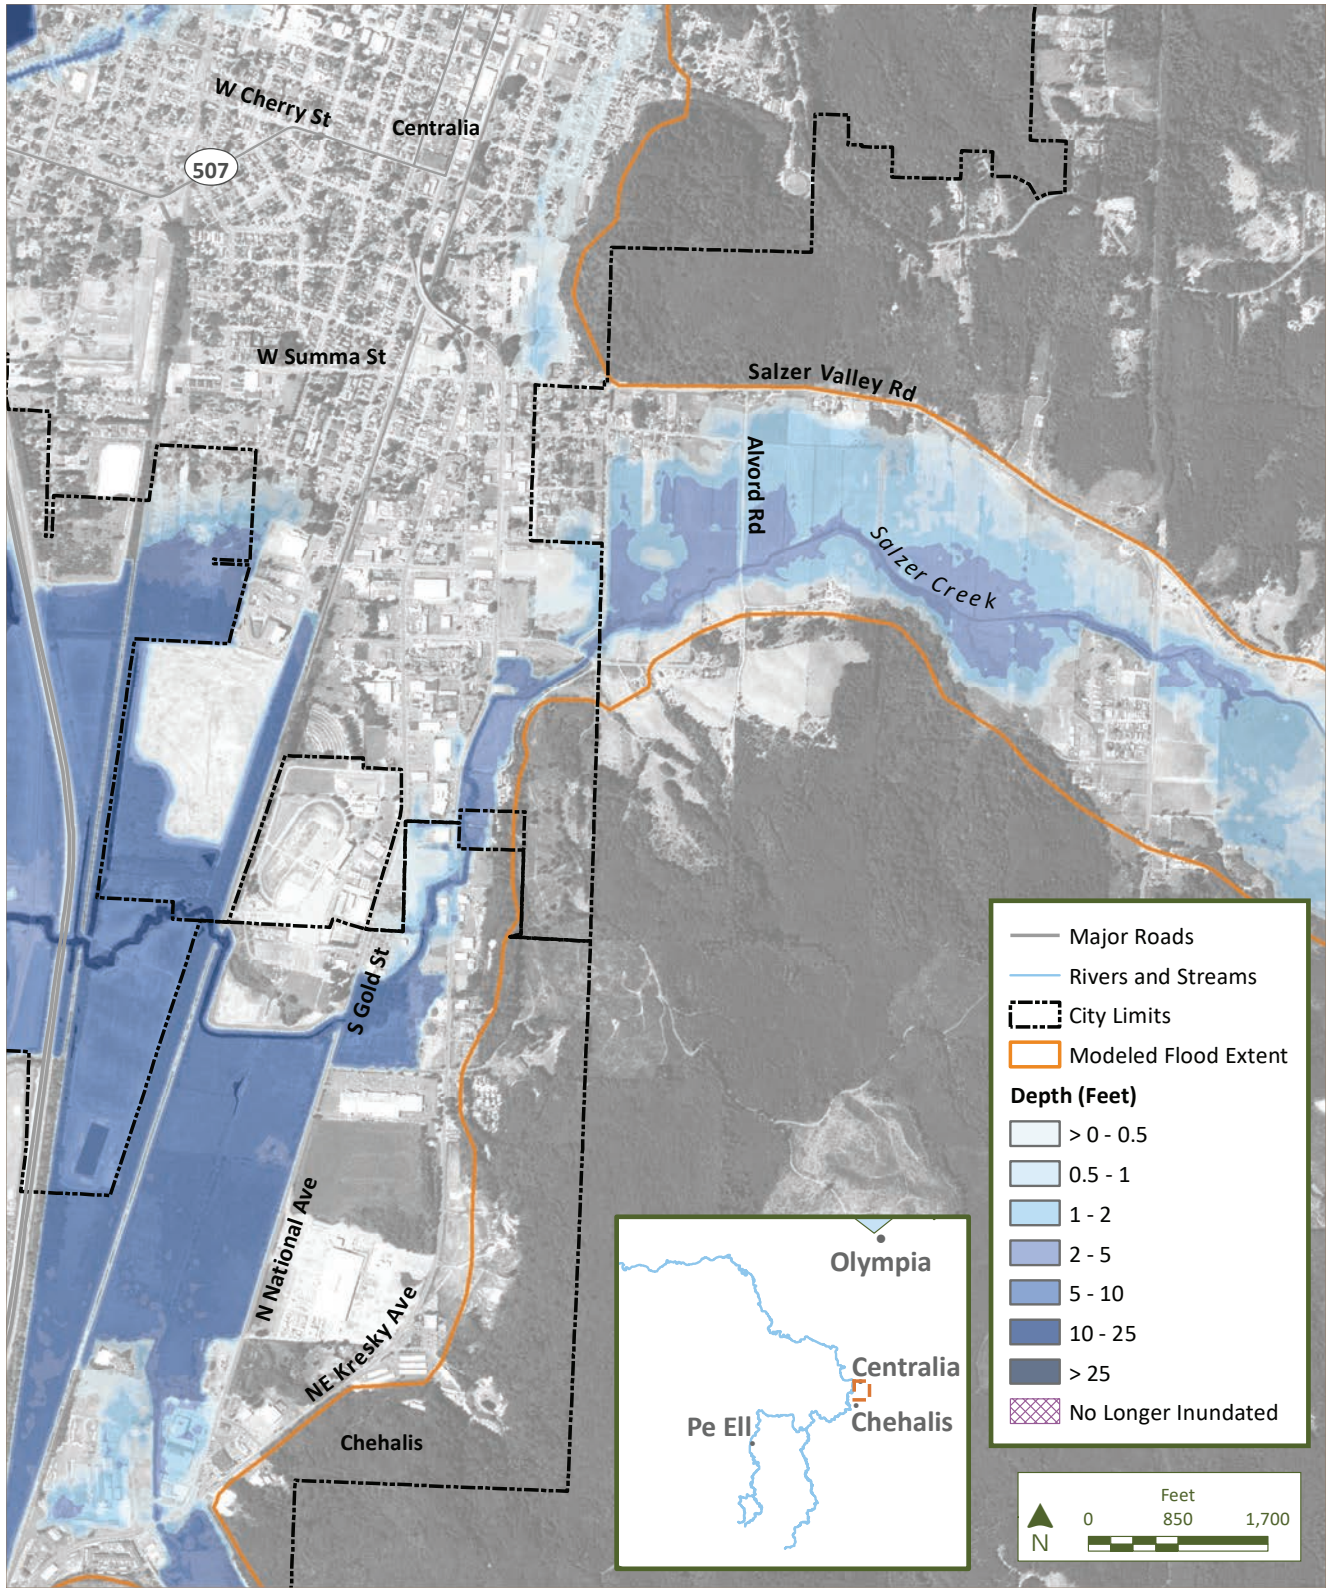 W Cherry St
Centralia
507
W Summa St
Salzer Valley Rd
Alvord Rd
Salzer Creek
S Gold St
N National Ave
NE Kresky Ave
Chehalis
Major Roads
Rivers and Streams
City Limits
Modeled Flood Extent
Depth (Feet)
> 0 - 0.5
0.5 - 1
1 - 2
2 - 5
5 - 10
10 - 25
> 25
No Longer Inundated
Olympia
Centralia
Pe Ell
Chehalis
Feet
0 850 1,700
N